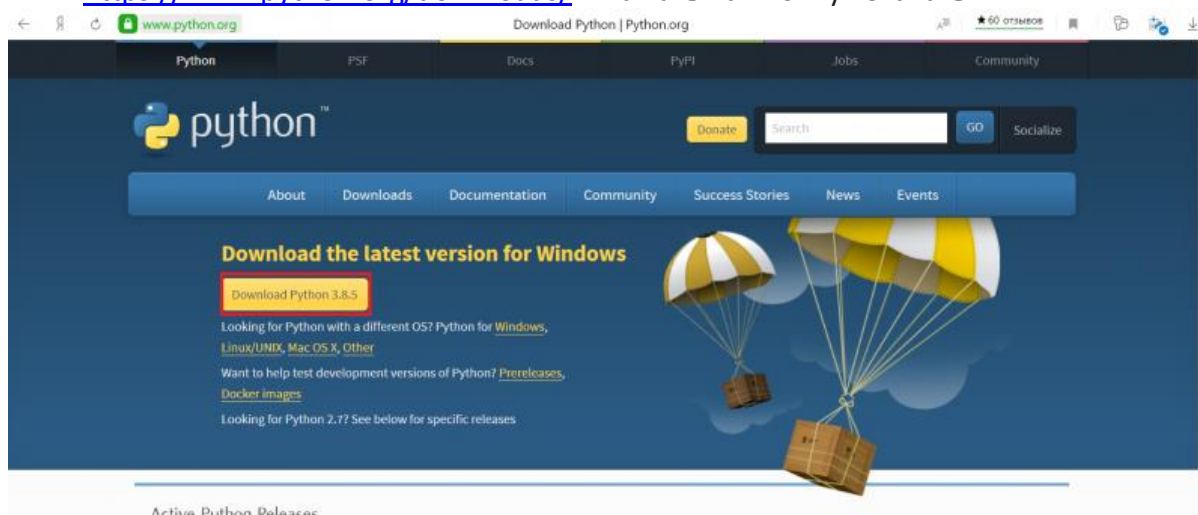 www.python.org
Download Python | Python.org
★ 60 отзывов
Python PSF Docs PyPI Jobs Community
python™
Donate Search GO Socialize
About Downloads Documentation Community Success Stories News Events
Download the latest version for Windows
Download Python 3.8.5
Looking for Python with a different OS? Python for Windows,
Linux/UNIX, Mac OS X, Other
Want to help test development versions of Python? Prereleases,
Docker images
Looking for Python 2.7? See below for specific releases
Active Python Releases